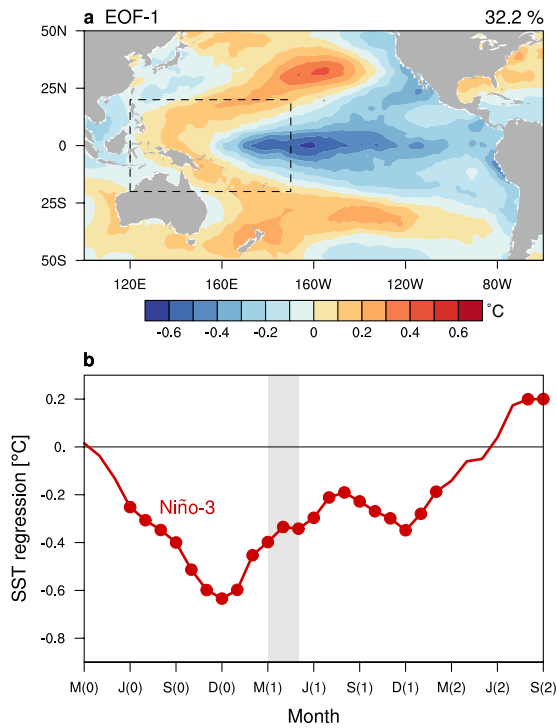 a EOF-1 32.2 %
50N
25N
0
25S
50S
120E 160E 160W 120W 80W
°C
-0.6 -0.4 -0.2 0 0.2 0.4 0.6
b
0.2
0.
-0.2
-0.4
-0.6
-0.8
SST regression [°C]
Niño-3
M(0) J(0) S(0) D(0) M(1) J(1) S(1) D(1) M(2) J(2) S(2)
Month